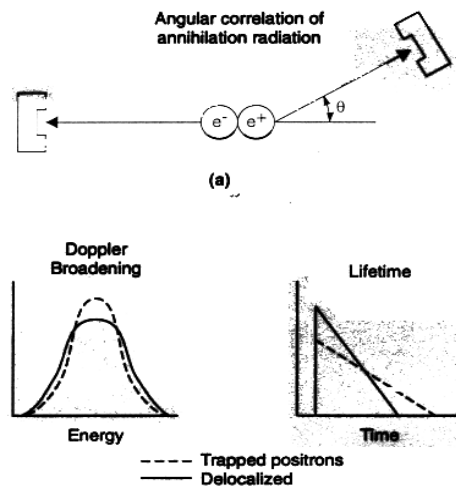 Angular correlation of
annihilation radiation
e⁻ e⁺ θ
(a)
Doppler
Broadening
Lifetime
Energy
Time
Trapped positrons
Delocalized